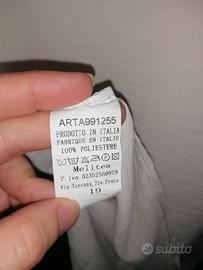 ARTA991255
PRODOTTO IN ITALIA
FABRIQUE EN ITALIE
100% POLIESTERE
Melitea
P.iva 02352560979
Via Toscana,11a Prato
19
subito